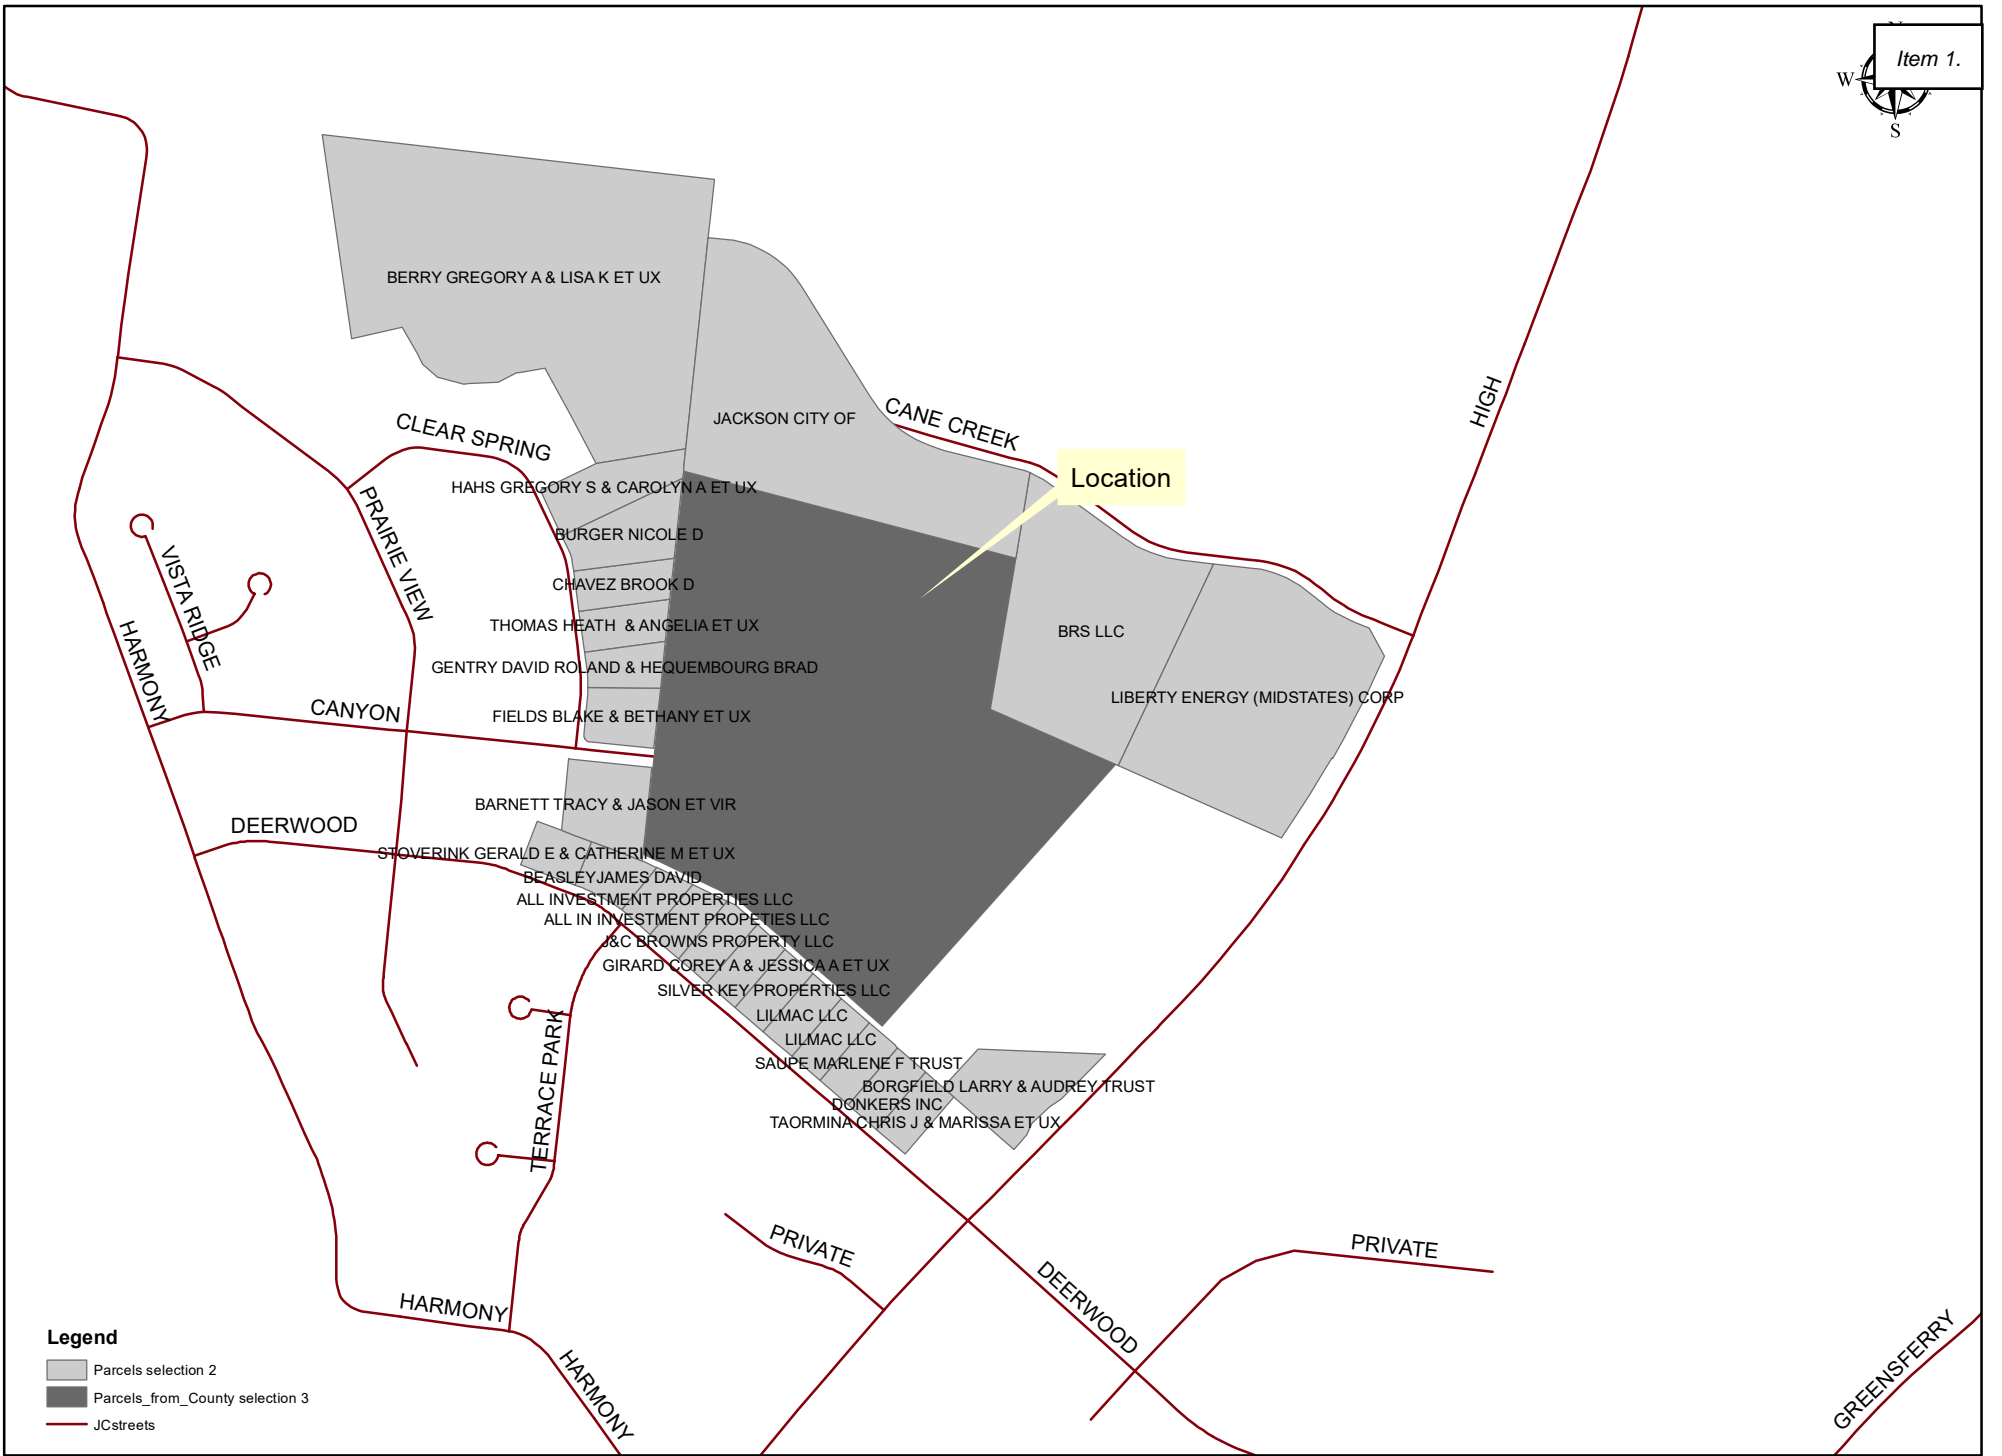 Item 1.
W
S
BERRY GREGORY A & LISA K ET UX
JACKSON CITY OF
CANE CREEK
HIGH
CLEAR SPRING
Location
HAHS GREGORY S & CAROLYN A ET UX
PRAIRIE VIEW
BURGER NICOLE D
VISTA RIDGE
CHAVEZ BROOK D
HARMONY
THOMAS HEATH  & ANGELIA ET UX
BRS LLC
GENTRY DAVID ROLAND & HEQUEMBOURG BRAD
LIBERTY ENERGY (MIDSTATES) CORP
CANYON
FIELDS BLAKE & BETHANY ET UX
BARNETT TRACY & JASON ET VIR
DEERWOOD
STOVERINK GERALD E & CATHERINE M ET UX
BEASLEYJAMES DAVID
ALL INVESTMENT PROPERTIES LLC
ALL IN INVESTMENT PROPETIES LLC
J&C BROWNS PROPERTY LLC
GIRARD COREY A & JESSICA A ET UX
SILVER KEY PROPERTIES LLC
LILMAC LLC
LILMAC LLC
SAUPE MARLENE F TRUST
BORGFIELD LARRY & AUDREY TRUST
DONKERS INC
TAORMINA CHRIS J & MARISSA ET UX
TERRACE PARK
PRIVATE
PRIVATE
DEERWOOD
HARMONY
HARMONY
GREENSFERRY
Legend
Parcels selection 2
Parcels_from_County selection 3
JCstreets